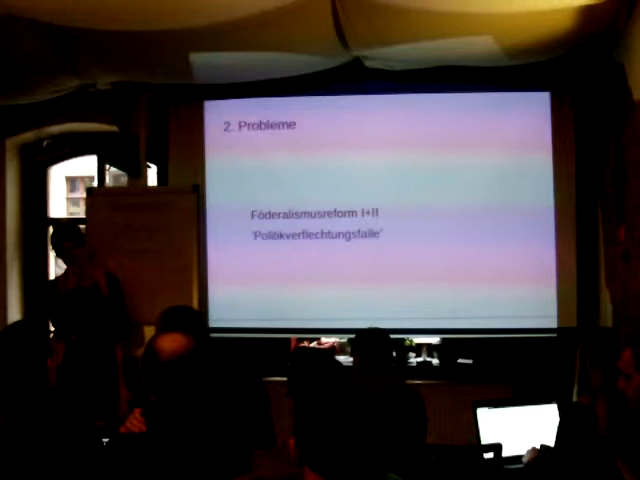 2. Probleme
Föderalismusreform I+II
'Politikverflechtungsfalle'